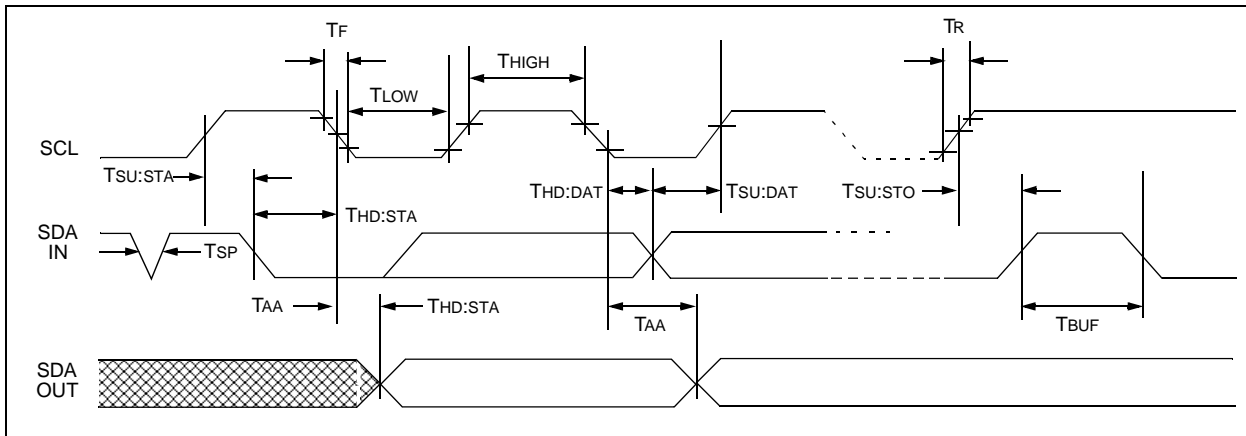 TF
TR
THIGH
TLOW
SCL
TSU:STA
THD:DAT
TSU:DAT
TSU:STO
THD:STA
SDA
IN
TSP
TAA
THD:STA
TAA
TBUF
SDA
OUT